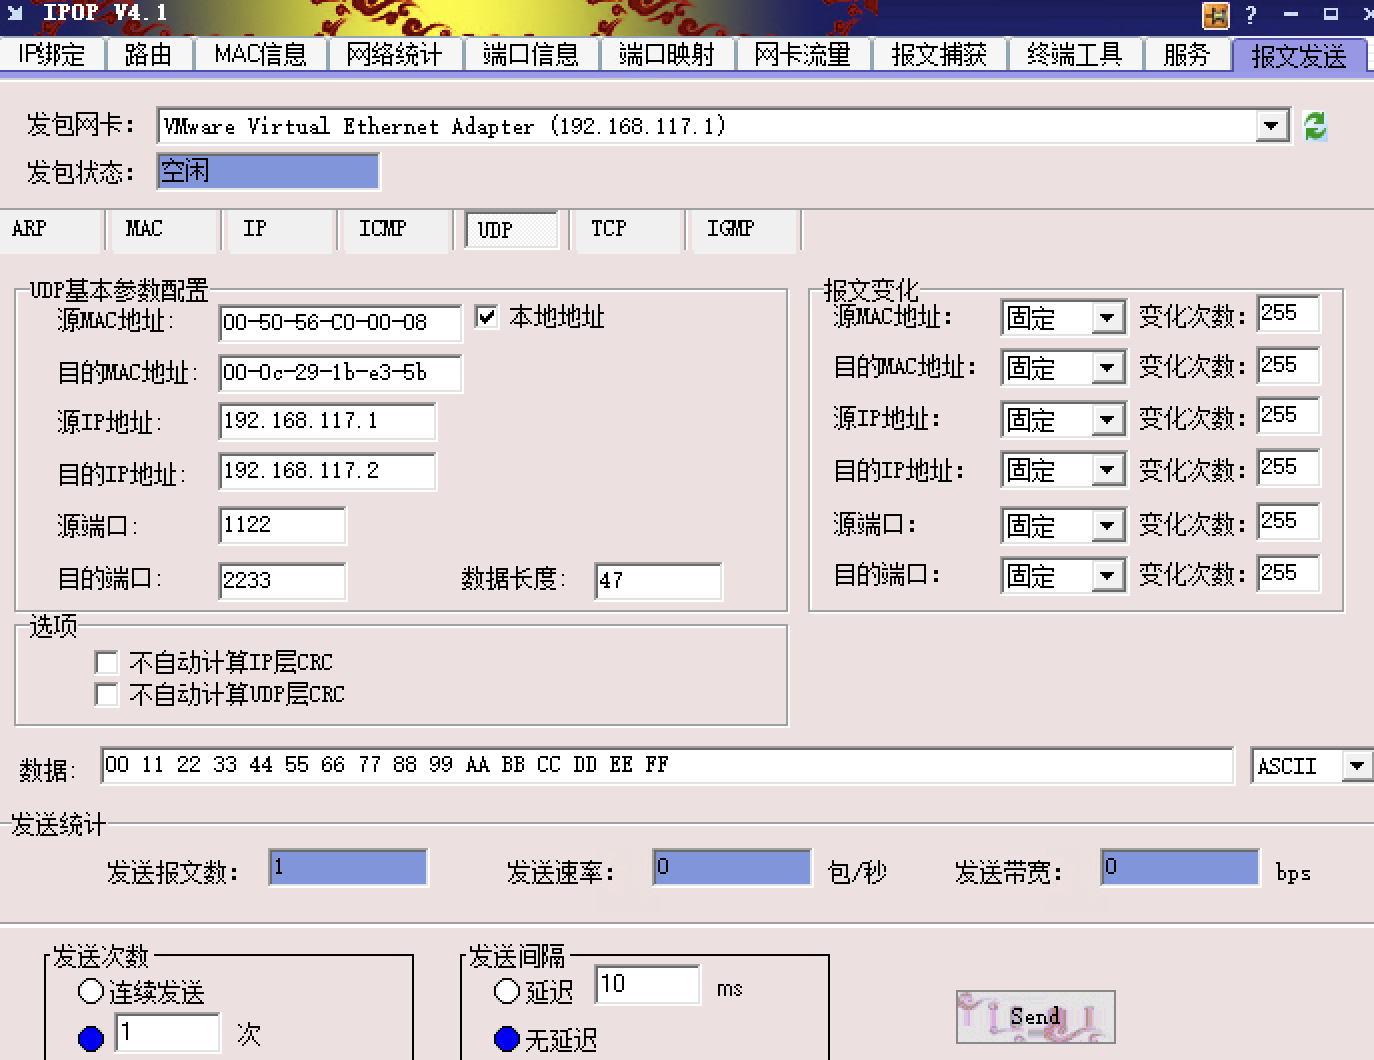 IPOP V4.1
IP绑定 路由 MAC信息 网络统计 端口信息 端口映射 网卡流量 报文捕获 终端工具 服务 报文发送
发包网卡： VMware Virtual Ethernet Adapter (192.168.117.1)
发包状态： 空闲
ARP MAC IP ICMP UDP TCP IGMP
UDP基本参数配置
源MAC地址： 00-50-56-C0-00-08 本地地址
目的MAC地址： 00-0c-29-1b-e3-5b
源IP地址： 192.168.117.1
目的IP地址： 192.168.117.2
源端口： 1122
目的端口： 2233 数据长度： 47
报文变化
源MAC地址： 固定 变化次数： 255
目的MAC地址： 固定 变化次数： 255
源IP地址： 固定 变化次数： 255
目的IP地址： 固定 变化次数： 255
源端口： 固定 变化次数： 255
目的端口： 固定 变化次数： 255
选项
不自动计算IP层CRC
不自动计算UDP层CRC
数据： 00 11 22 33 44 55 66 77 88 99 AA BB CC DD EE FF ASCII
发送统计
发送报文数： 1 发送速率： 0 包/秒 发送带宽： 0 bps
发送次数
连续发送
1 次
发送间隔
延迟 10 ms
无延迟
Send